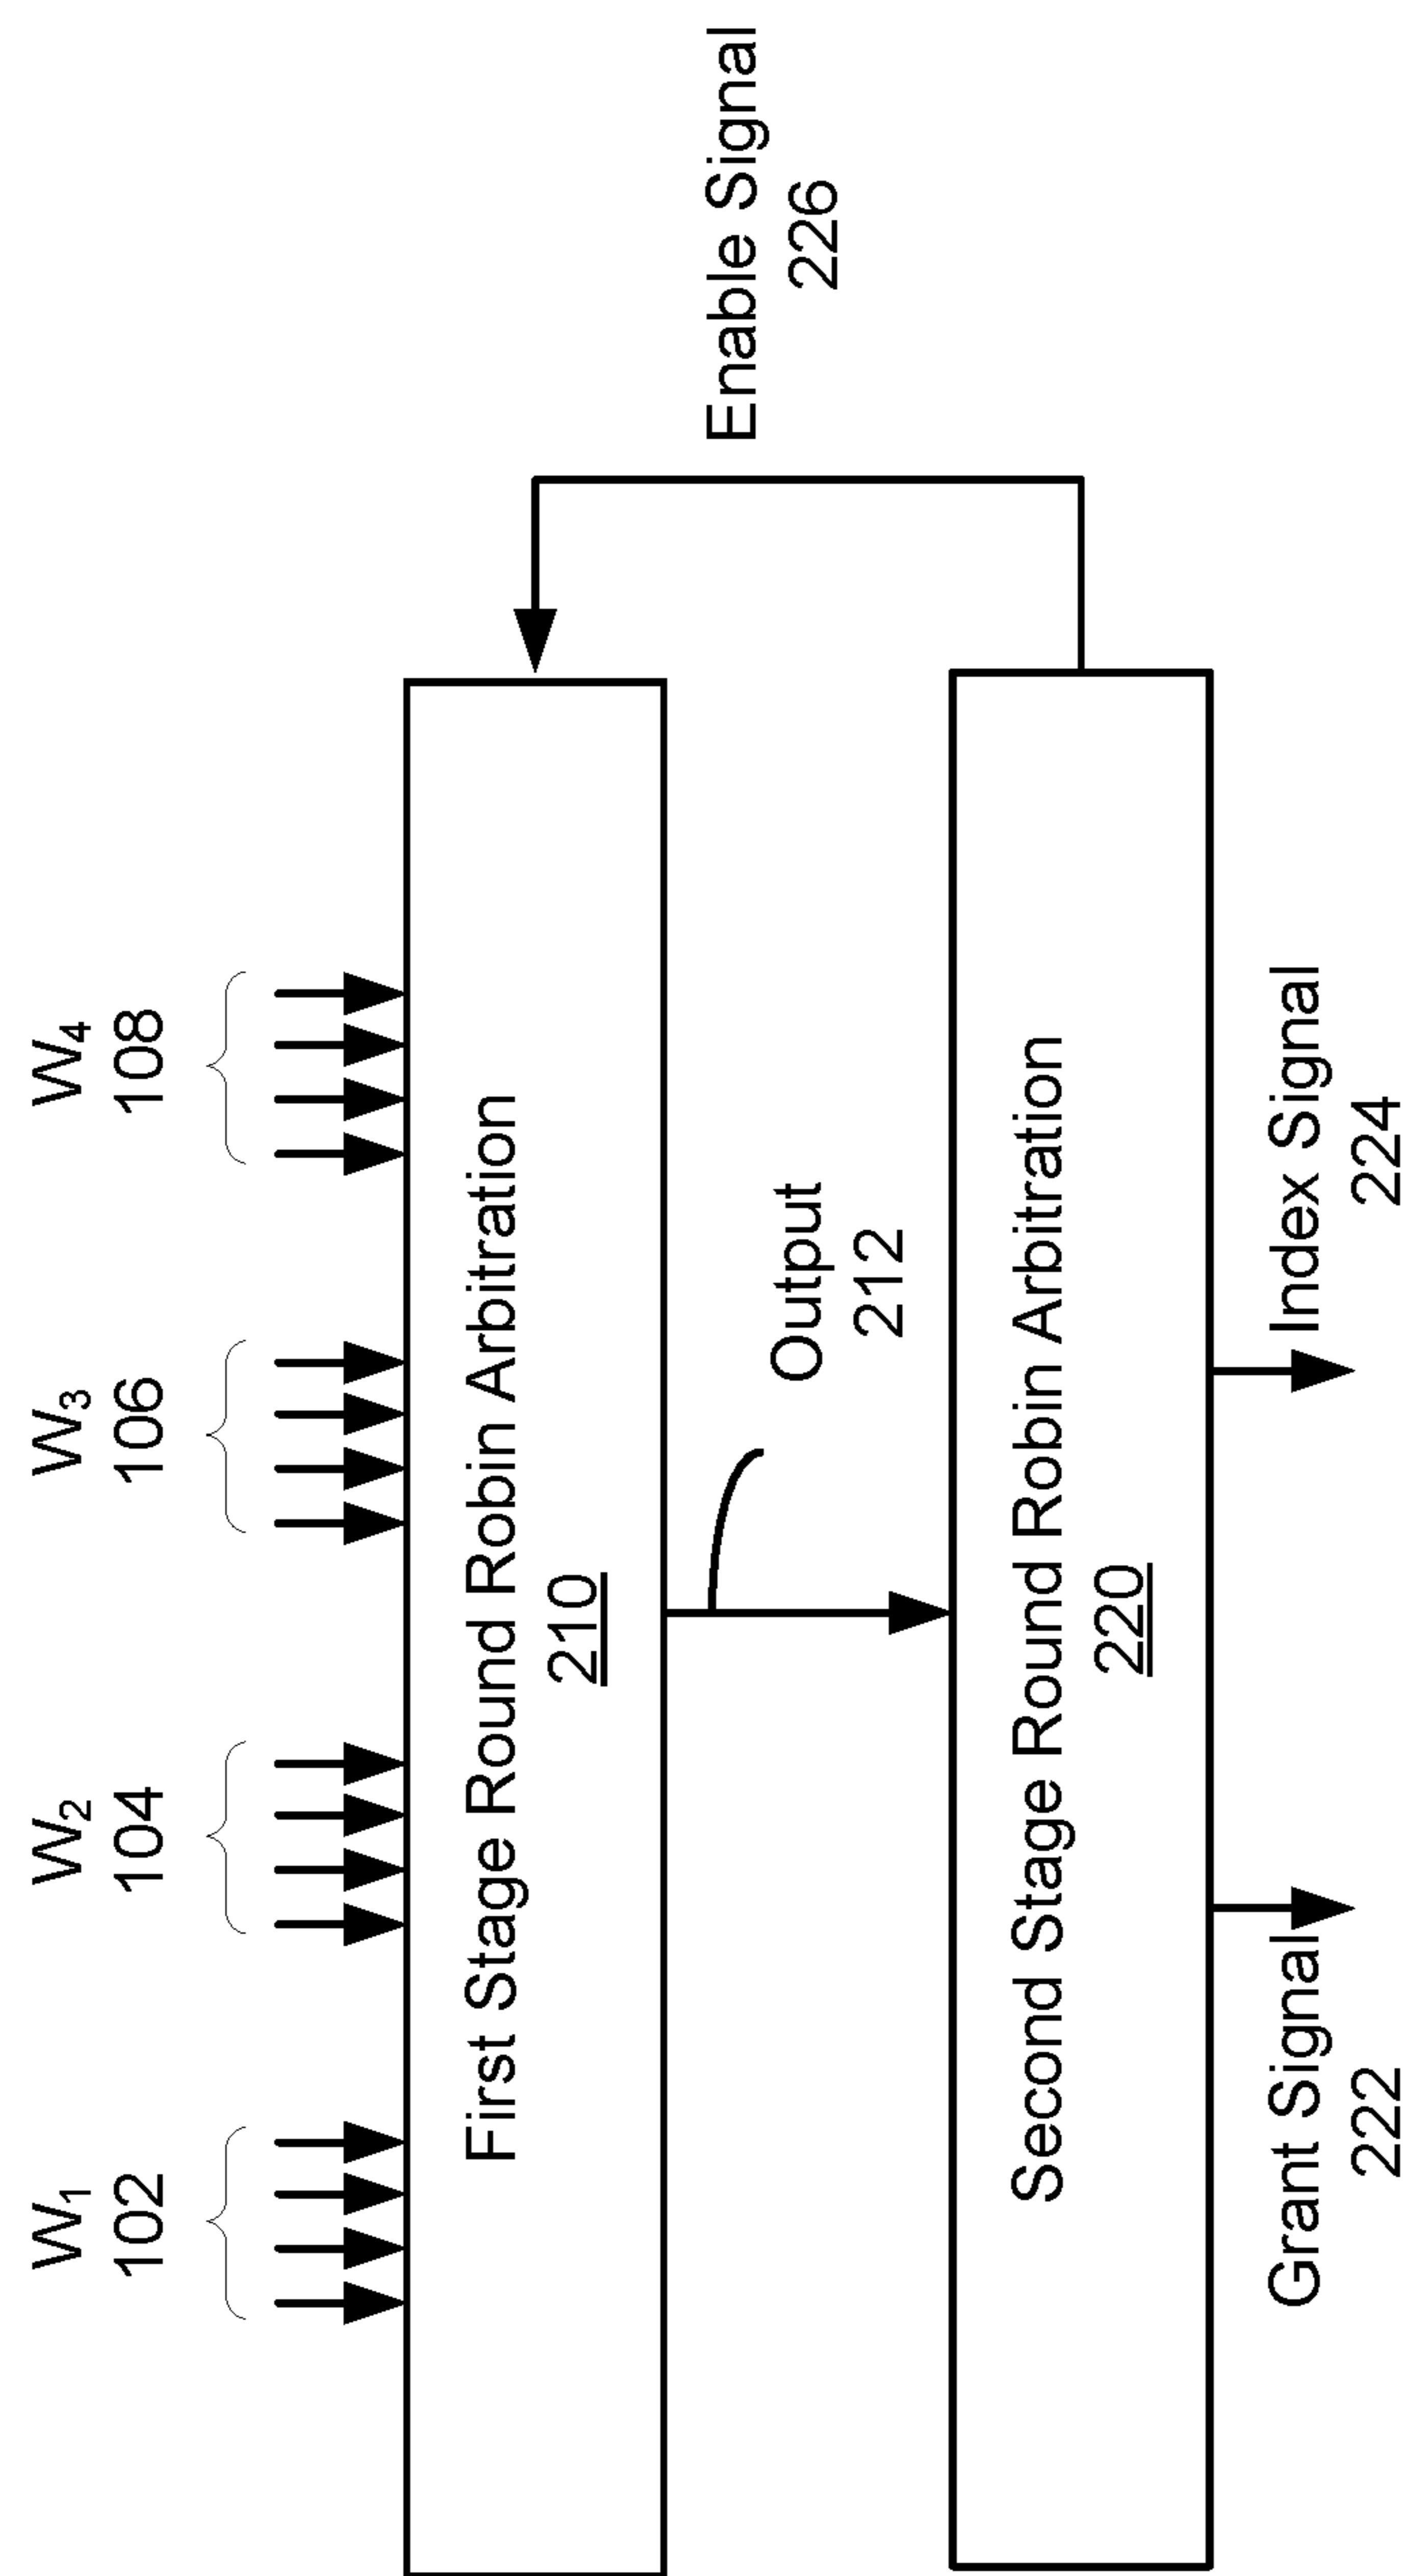 W1
102
W2
104
W3
106
W4
108
First Stage Round Robin Arbitration
210
Output
212
Enable Signal
226
Second Stage Round Robin Arbitration
220
Grant Signal
222
Index Signal
224